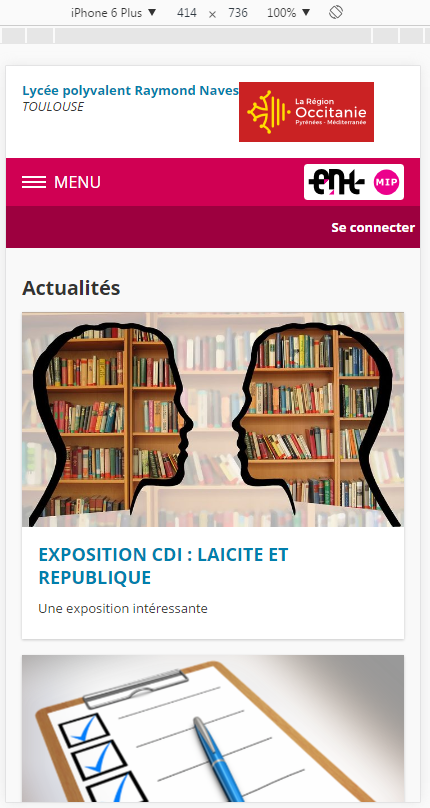 iPhone 6 Plus ▼ 414 × 736 100% ▼
Lycée polyvalent Raymond Naves
TOULOUSE
La Région
Occitanie
Pyrénées - Méditerranée
MENU
ent MIP
Se connecter
Actualités
EXPOSITION CDI : LAICITE ET
REPUBLIQUE
Une exposition intéressante